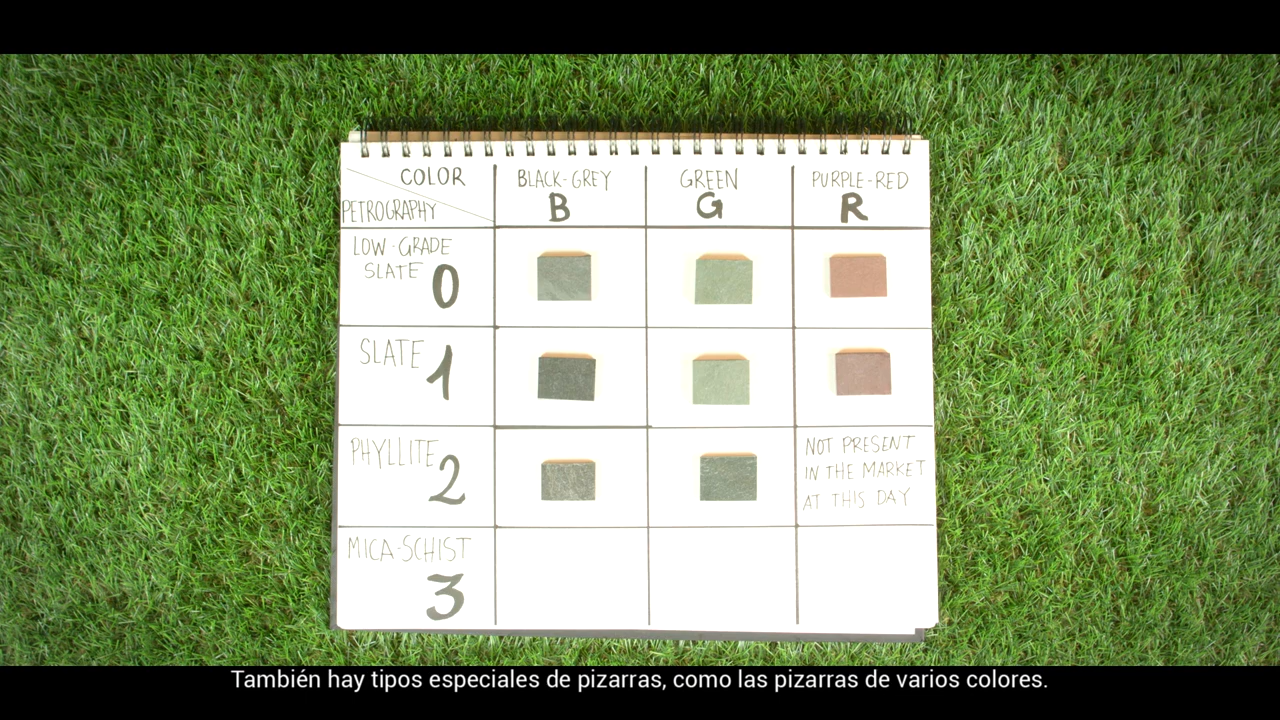 COLOR
PETROGRAPHY
BLACK-GREY
B
GREEN
G
PURPLE-RED
R
LOW-GRADE
SLATE 0
SLATE 1
PHYLLITE 2
NOT PRESENT
IN THE MARKET
AT THIS DAY
MICA-SCHIST
3
También hay tipos especiales de pizarras, como las pizarras de varios colores.